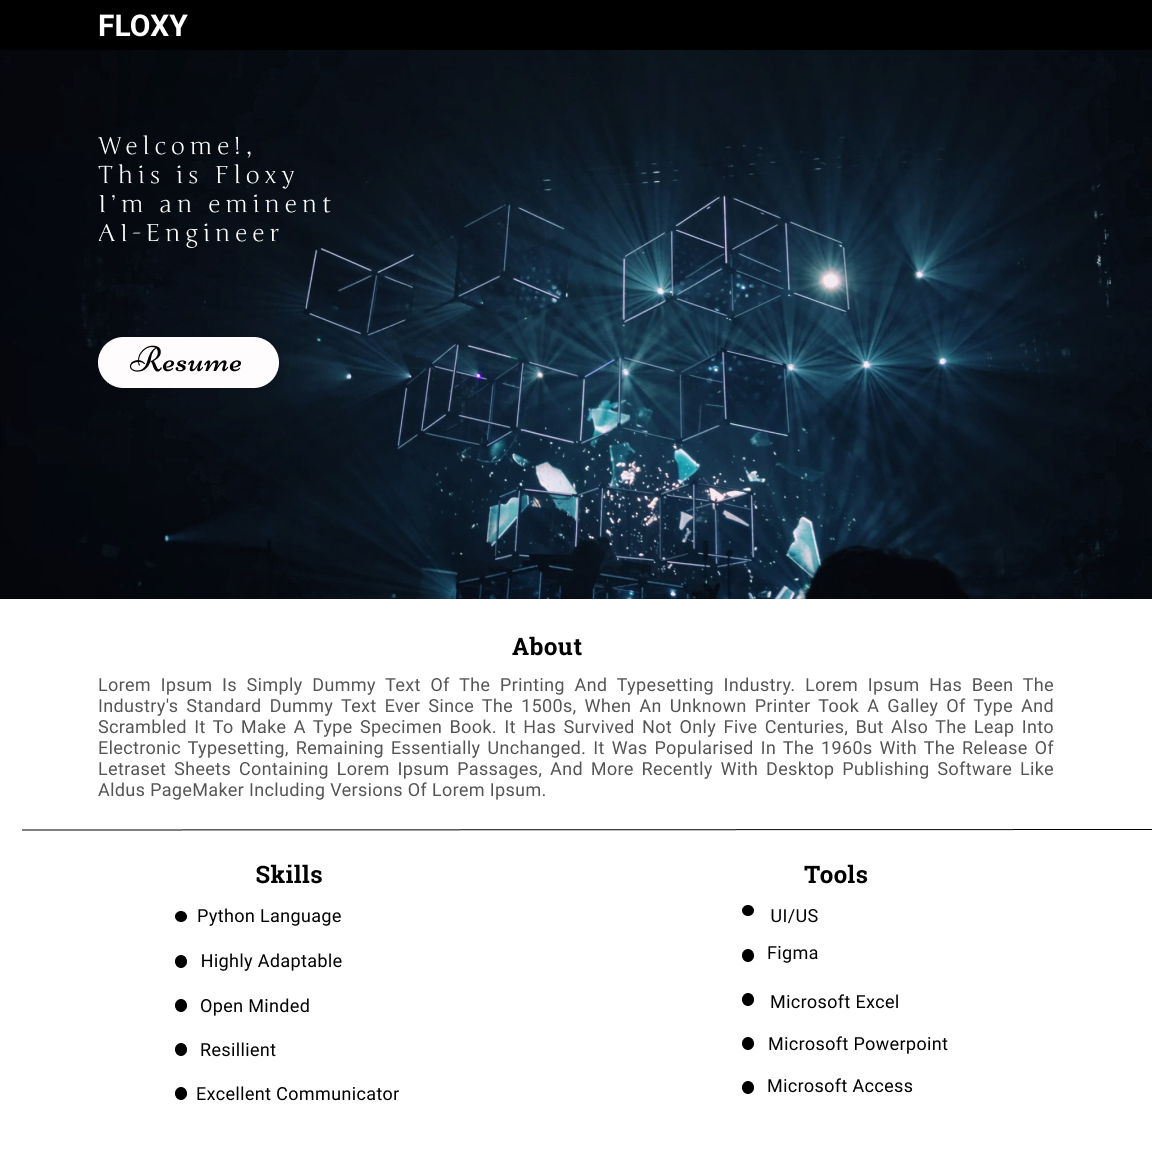 FLOXY
Welcome!,
This is Floxy
I'm an eminent
AI-Engineer
Resume
About
Lorem Ipsum Is Simply Dummy Text Of The Printing And Typesetting Industry. Lorem Ipsum Has Been The
Industry's Standard Dummy Text Ever Since The 1500s, When An Unknown Printer Took A Galley Of Type And
Scrambled It To Make A Type Specimen Book. It Has Survived Not Only Five Centuries, But Also The Leap Into
Electronic Typesetting, Remaining Essentially Unchanged. It Was Popularised In The 1960s With The Release Of
Letraset Sheets Containing Lorem Ipsum Passages, And More Recently With Desktop Publishing Software Like
Aldus PageMaker Including Versions Of Lorem Ipsum.
Skills
Python Language
Highly Adaptable
Open Minded
Resillient
Excellent Communicator
Tools
UI/US
Figma
Microsoft Excel
Microsoft Powerpoint
Microsoft Access